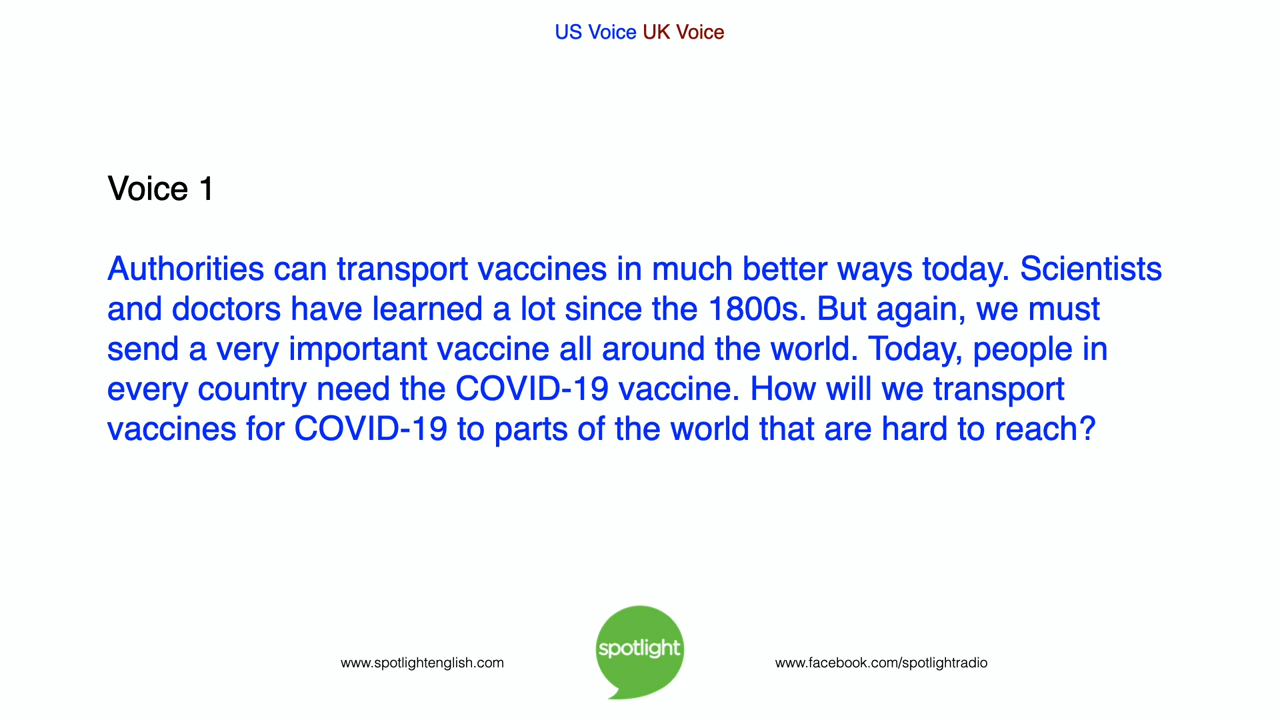 US Voice UK Voice
Voice 1
Authorities can transport vaccines in much better ways today. Scientists
and doctors have learned a lot since the 1800s. But again, we must
send a very important vaccine all around the world. Today, people in
every country need the COVID-19 vaccine. How will we transport
vaccines for COVID-19 to parts of the world that are hard to reach?
spotlight
www.spotlightenglish.com
www.facebook.com/spotlightradio